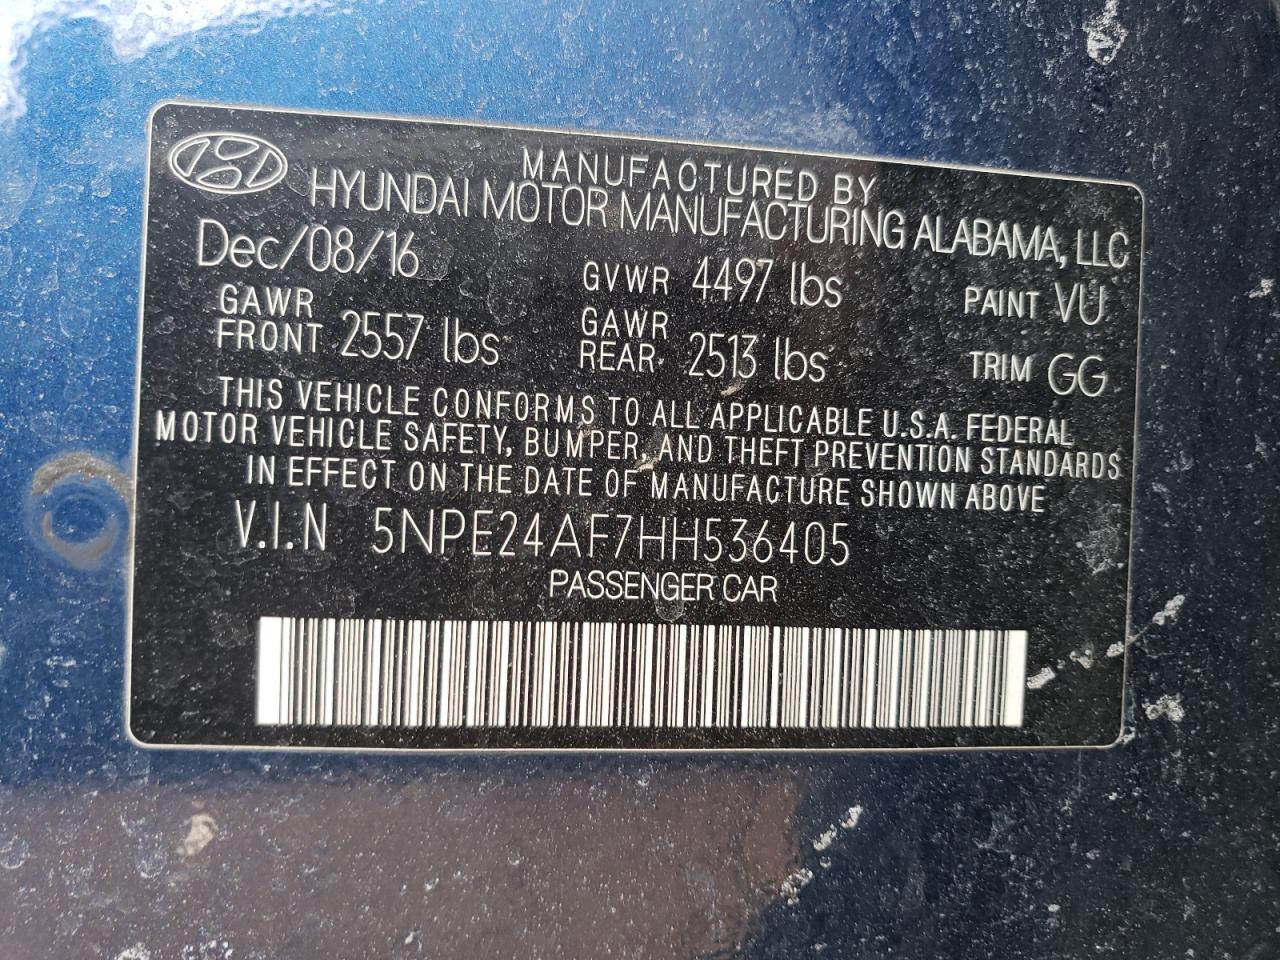 MANUFACTURED BY
HYUNDAI MOTOR MANUFACTURING ALABAMA, LLC
Dec/08/16 GVWR 4497 lbs PAINT VU
GAWR FRONT 2557 lbs GAWR REAR 2513 lbs TRIM GG
THIS VEHICLE CONFORMS TO ALL APPLICABLE U.S.A. FEDERAL
MOTOR VEHICLE SAFETY, BUMPER, AND THEFT PREVENTION STANDARDS
IN EFFECT ON THE DATE OF MANUFACTURE SHOWN ABOVE
V.I.N 5NPE24AF7HH536405
PASSENGER CAR